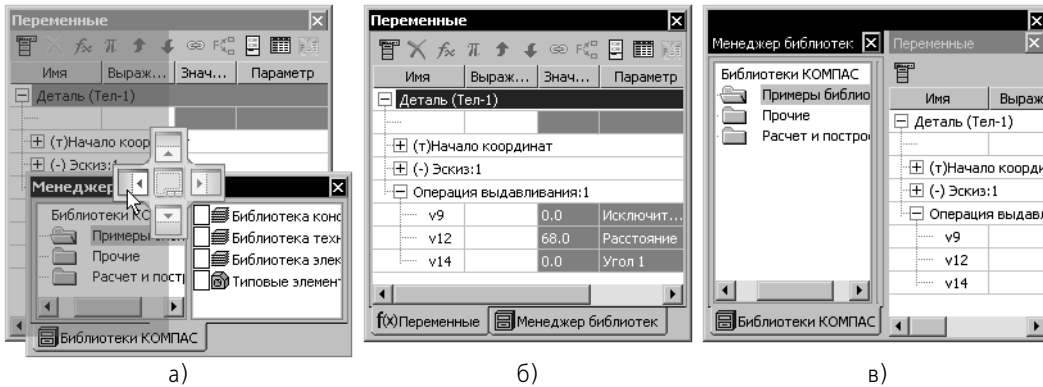 Переменные
Имя Выраж... Знач... Параметр
Деталь (Тел-1)
(т)Начало коор
(-) Эскиз:1
Менеджер
Библиотеки КО
Примеры
Прочие
Расчет и пост
Библиотека конс
Библиотека техн
Библиотека элек
Типовые элемен
Библиотеки КОМПАС
а)
Переменные
Имя Выраж... Знач... Параметр
Деталь (Тел-1)
(т)Начало координат
(-) Эскиз:1
Операция выдавливания:1
v9 0.0 Исключит...
v12 68.0 Расстояние
v14 0.0 Угол 1
f(x)Переменные Менеджер библиотек
б)
Менеджер библиотек
Библиотеки КОМПАС
Примеры библио
Прочие
Расчет и постро
Библиотеки КОМПАС
Переменные
Имя Выраж
Деталь (Тел-1)
(т)Начало коорди
(-) Эскиз:1
Операция выдавл
v9
v12
v14
в)